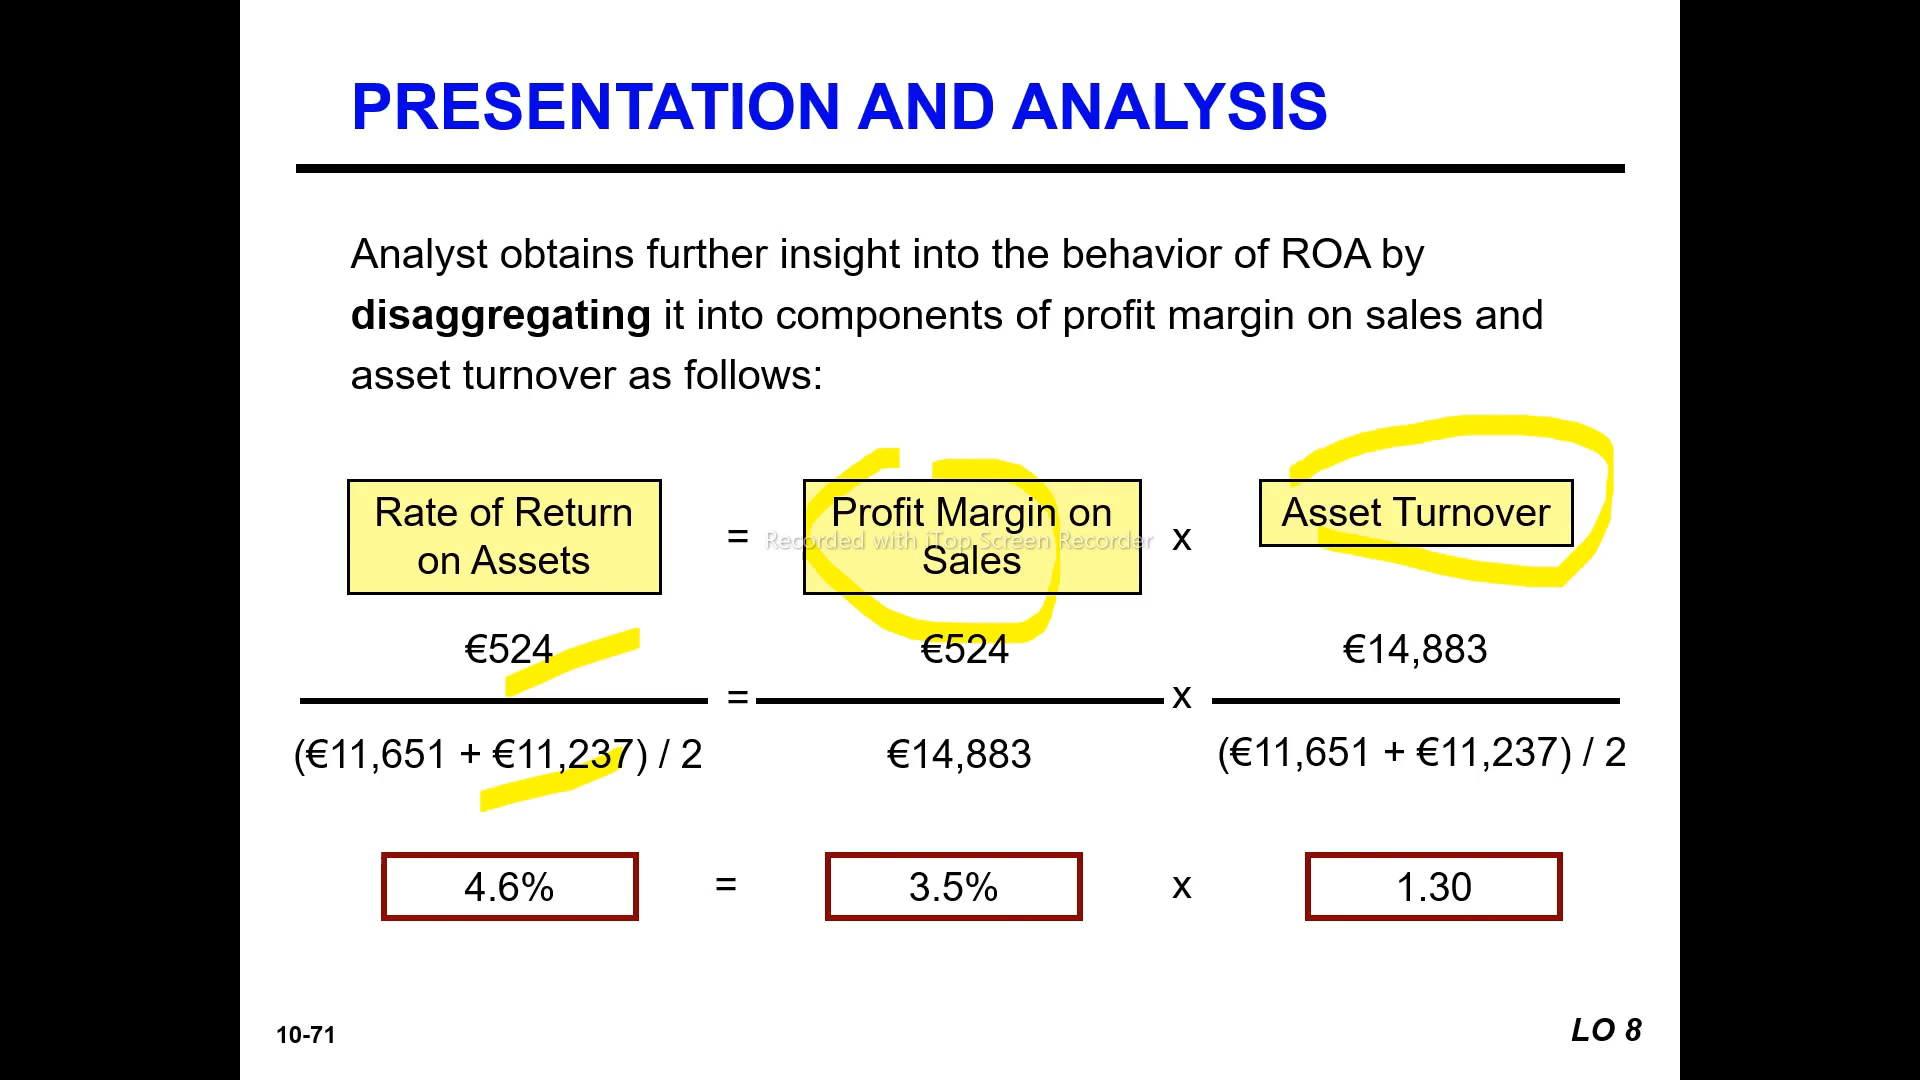 PRESENTATION AND ANALYSIS
Analyst obtains further insight into the behavior of ROA by
disaggregating it into components of profit margin on sales and
asset turnover as follows:
Rate of Return
on Assets
=
Profit Margin on
Sales
x
Asset Turnover
Recorded with iTop Screen Recorder
€524
(€11,651 + €11,237) / 2
=
€524
€14,883
x
€14,883
(€11,651 + €11,237) / 2
4.6%
=
3.5%
x
1.30
10-71
LO 8